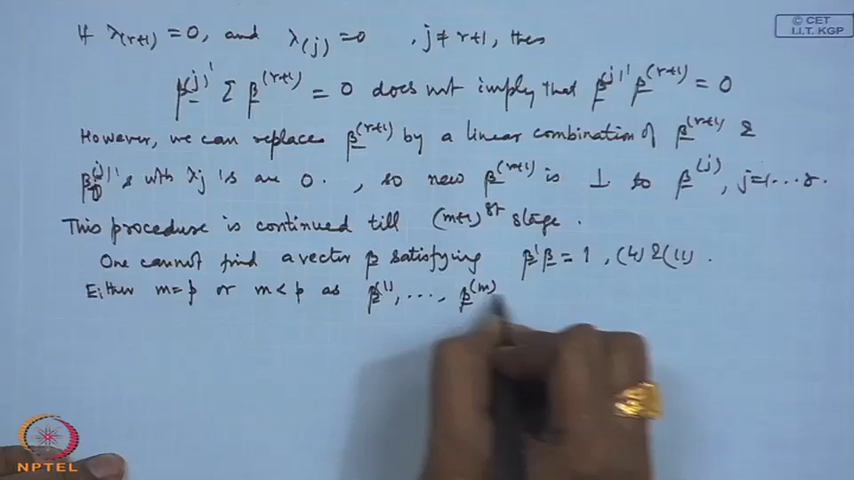 © CET
I.I.T. KGP
If λ(r+1) = 0, and λ(j) = 0 , j ≠ r+1, then
β^(j)' Σ β^(r+1) = 0 does not imply that β^(j)' β^(r+1) = 0
However, we can replace β^(r+1) by a linear combination of β^(r+1) &
β^(j)'s with λj's are 0. , so new β^(r+1) is ⊥ to β^(j), j=1...r.
This procedure is continued till (m+1)st stage.
One cannot find a vector β satisfying β'β = 1, (4) & (11).
Either m=p or m<p as β^(1), ..., β^(m)
NPTEL